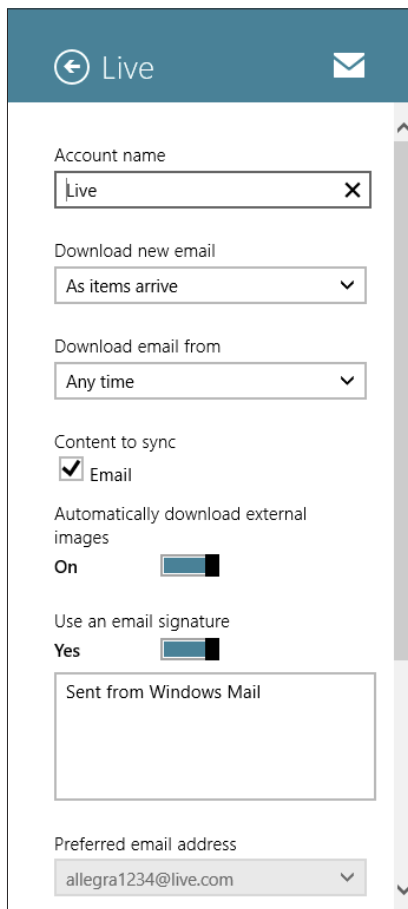 Live
Account name
Live
Download new email
As items arrive
Download email from
Any time
Content to sync
Email
Automatically download external
images
On
Use an email signature
Yes
Sent from Windows Mail
Preferred email address
allegra1234@live.com